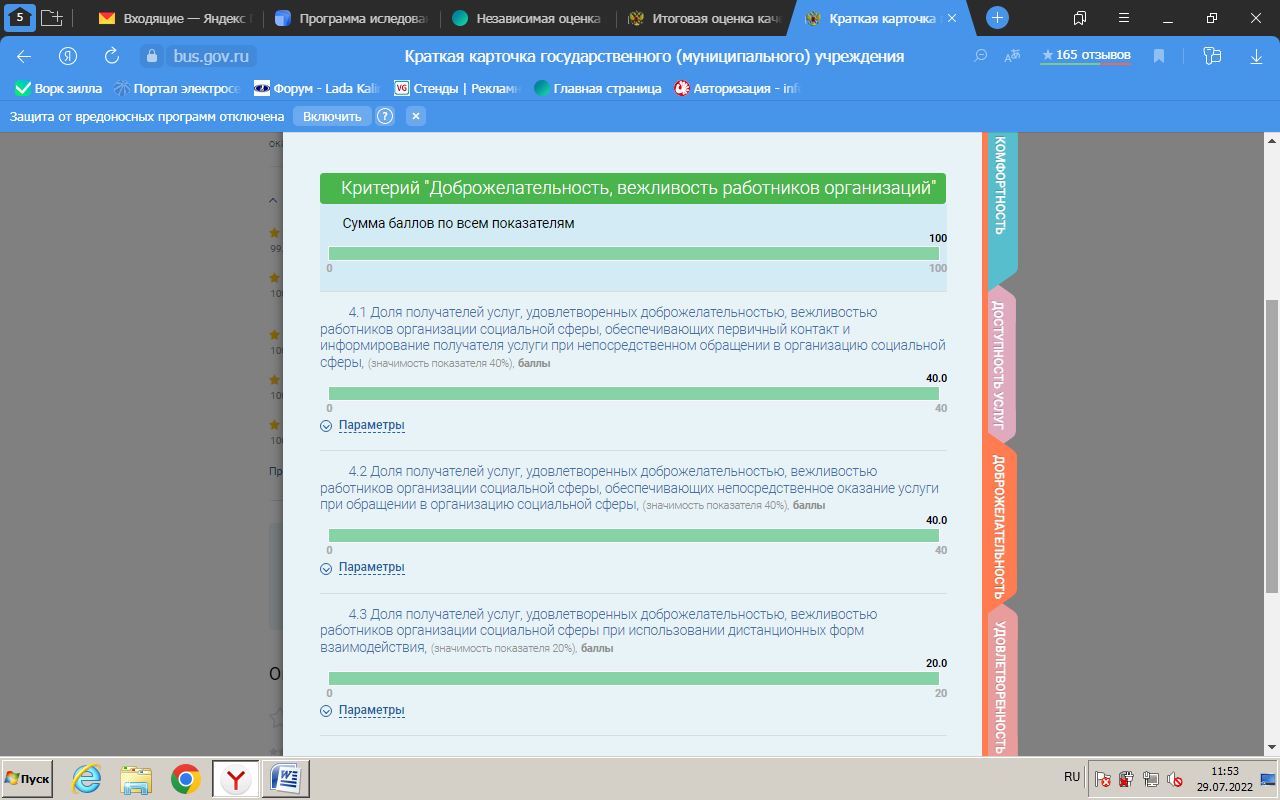 5
Входящие — Яндекс
Программа иследова
Независимая оценка
Итоговая оценка каче
Краткая карточка
bus.gov.ru
Краткая карточка государственного (муниципального) учреждения
165 отзывов
Ворк зилла
Портал электросе
Форум - Lada Kali
VG Стенды | Реклам
Главная страница
Авторизация - inf
Защита от вредоносных программ отключена
Включить
Критерий "Доброжелательность, вежливость работников организаций"
Сумма баллов по всем показателям
100
0
100
4.1 Доля получателей услуг, удовлетворенных доброжелательностью, вежливостью
работников организации социальной сферы, обеспечивающих первичный контакт и
информирование получателя услуги при непосредственном обращении в организацию социальной
сферы, (значимость показателя 40%), баллы
40.0
0
40
Параметры
4.2 Доля получателей услуг, удовлетворенных доброжелательностью, вежливостью
работников организации социальной сферы, обеспечивающих непосредственное оказание услуги
при обращении в организацию социальной сферы, (значимость показателя 40%), баллы
40.0
0
40
Параметры
4.3 Доля получателей услуг, удовлетворенных доброжелательностью, вежливостью
работников организации социальной сферы при использовании дистанционных форм
взаимодействия, (значимость показателя 20%), баллы
20.0
0
20
Параметры
КОМФОРТНОСТЬ
ДОСТУПНОСТЬ УСЛУГ
ДОБРОЖЕЛАТЕЛЬНОСТЬ
УДОВЛЕТВОРЕННОСТЬ
Пуск
RU
11:53
29.07.2022